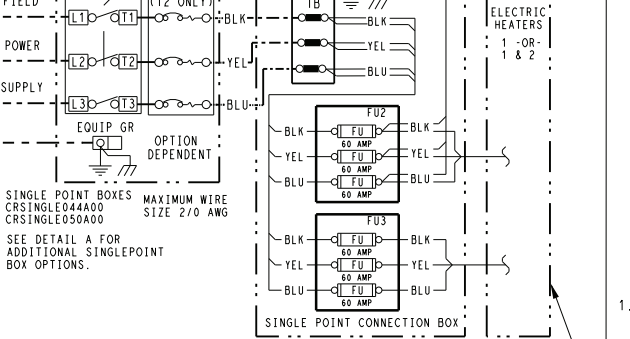 FIELD
(T2 ONLY)
TB
ELECTRIC
HEATERS
1 -OR-
1 & 2
L1 T1 BLK BLK
POWER
YEL
L2 T2 YEL
BLU
SUPPLY
L3 T3 BLU
FU2
EQUIP GR
BLK FU BLK
60 AMP
OPTION
DEPENDENT
YEL FU YEL
60 AMP
BLU FU BLU
60 AMP
SINGLE POINT BOXES
CRSINGLE044A00
CRSINGLE050A00
MAXIMUM WIRE
SIZE 2/0 AWG
FU3
SEE DETAIL A FOR
ADDITIONAL SINGLEPOINT
BOX OPTIONS.
BLK FU BLK
60 AMP
YEL FU YEL
60 AMP
BLU FU BLU
60 AMP
1.
SINGLE POINT CONNECTION BOX